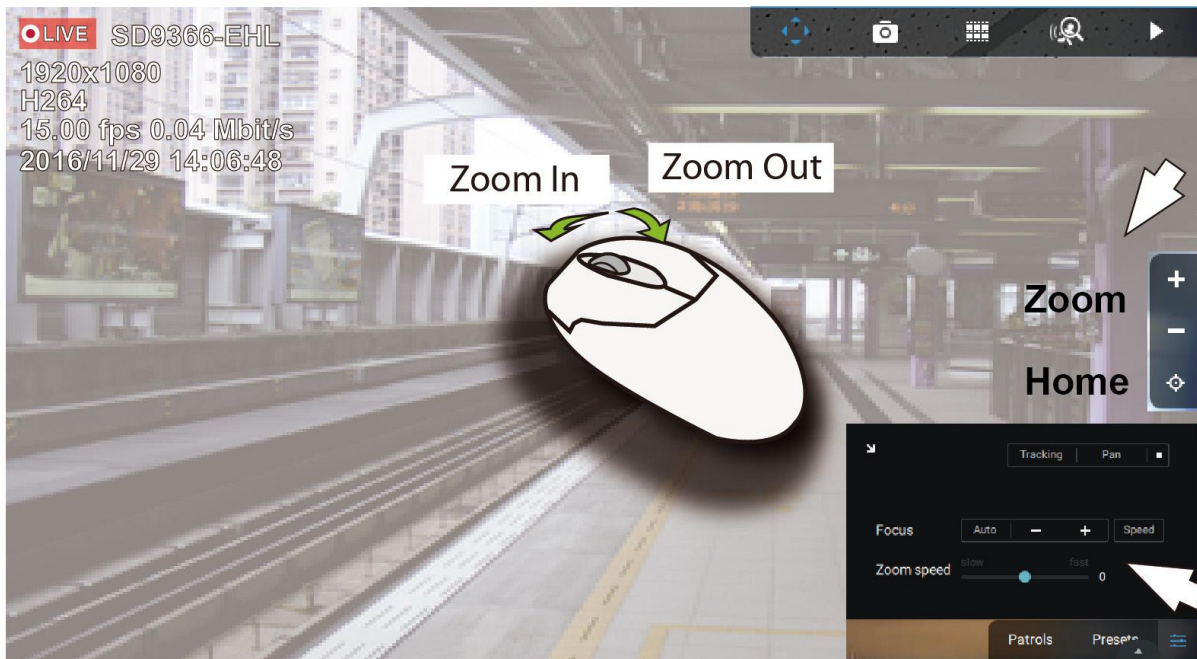 LIVE SD9366-EHL
1920x1080
H264
15.00 fps 0.04 Mbit/s
2016/11/29 14:06:48
Zoom In
Zoom Out
+
Zoom
−
Home
Tracking | Pan
Focus Auto | − + Speed
Zoom speed slow fast 0
Patrols Presets